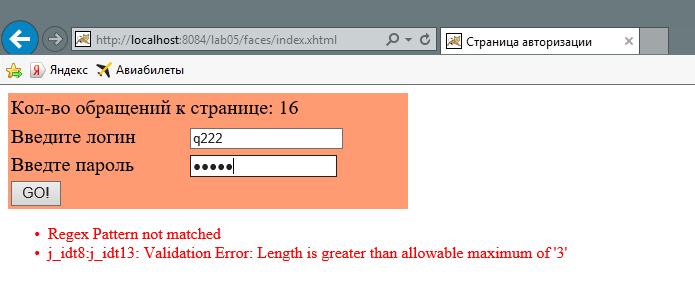 http://localhost:8084/lab05/faces/index.xhtml
Страница авторизации
Яндекс
Авиабилеты
Кол-во обращений к странице: 16
Введите логин
q222
Введте пароль
●●●●●
GO!
• Regex Pattern not matched
• j_idt8:j_idt13: Validation Error: Length is greater than allowable maximum of '3'